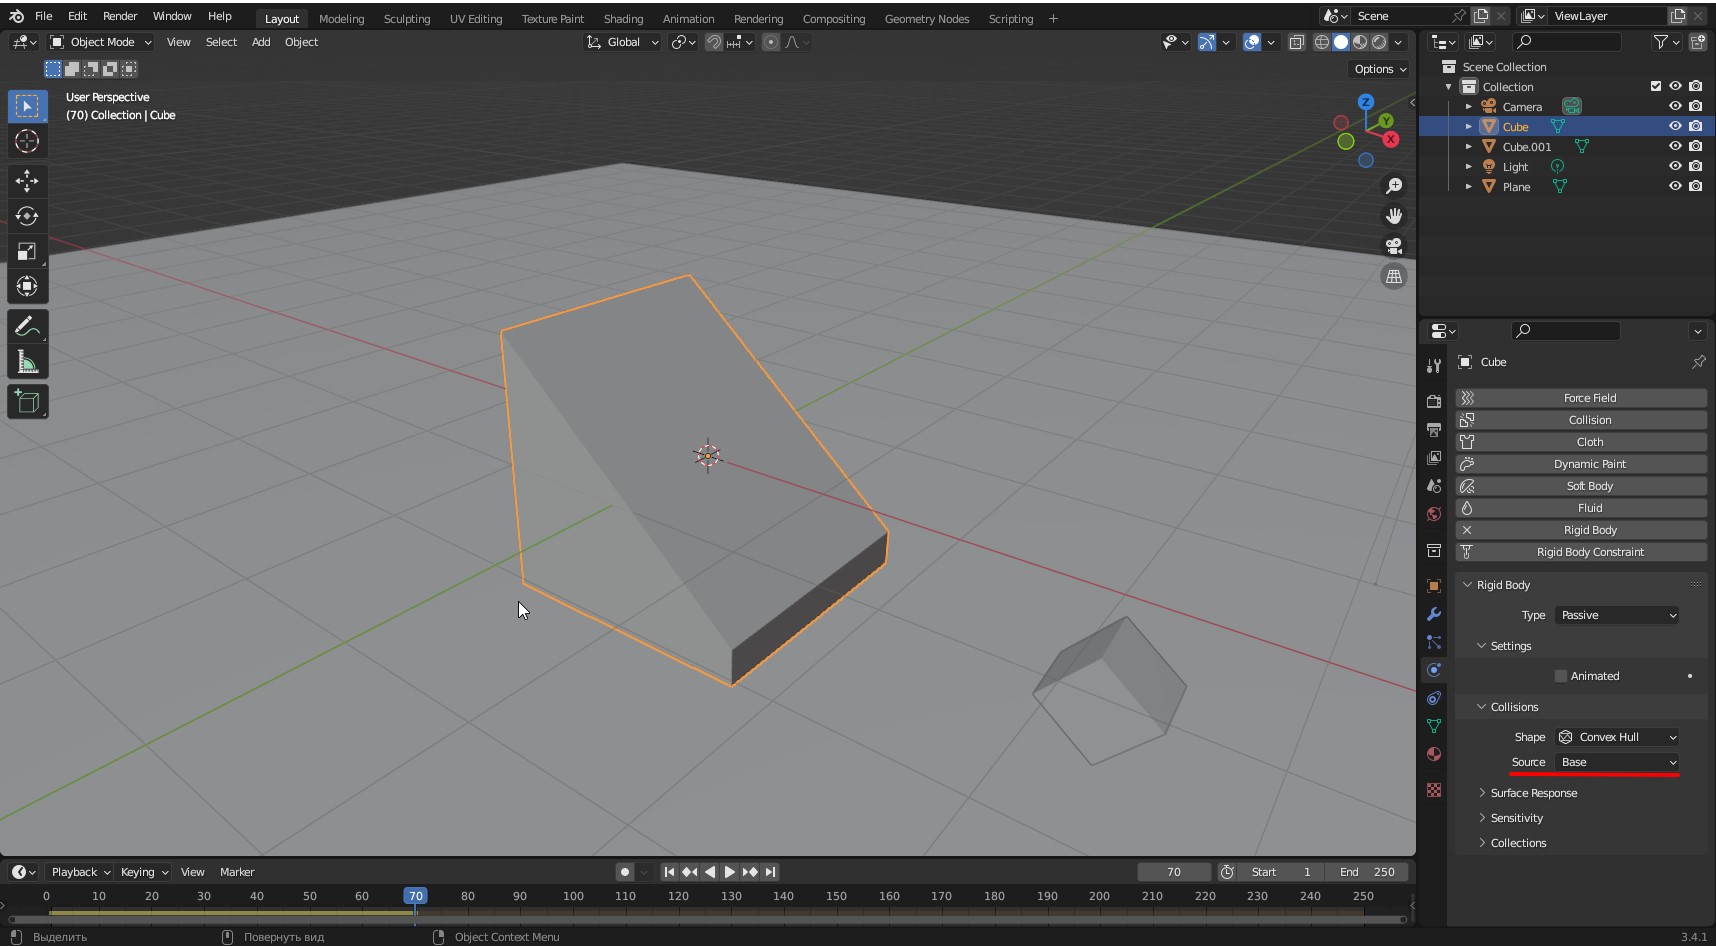 File Edit Render Window Help Layout Modeling Sculpting UV Editing Texture Paint Shading Animation Rendering Compositing Geometry Nodes Scripting + Scene ViewLayer
Object Mode View Select Add Object Global
Options
User Perspective
(70) Collection | Cube
Z
Y
X
Scene Collection
Collection
Camera
Cube
Cube.001
Light
Plane
Cube
Force Field
Collision
Cloth
Dynamic Paint
Soft Body
Fluid
Rigid Body
Rigid Body Constraint
Rigid Body
Type Passive
Settings
Animated
Collisions
Shape Convex Hull
Source Base
Surface Response
Sensitivity
Collections
Playback Keying View Marker 70 Start 1 End 250
0 10 20 30 40 50 60 70 80 90 100 110 120 130 140 150 160 170 180 190 200 210 220 230 240 250
Выделить Повернуть вид Object Context Menu 3.4.1